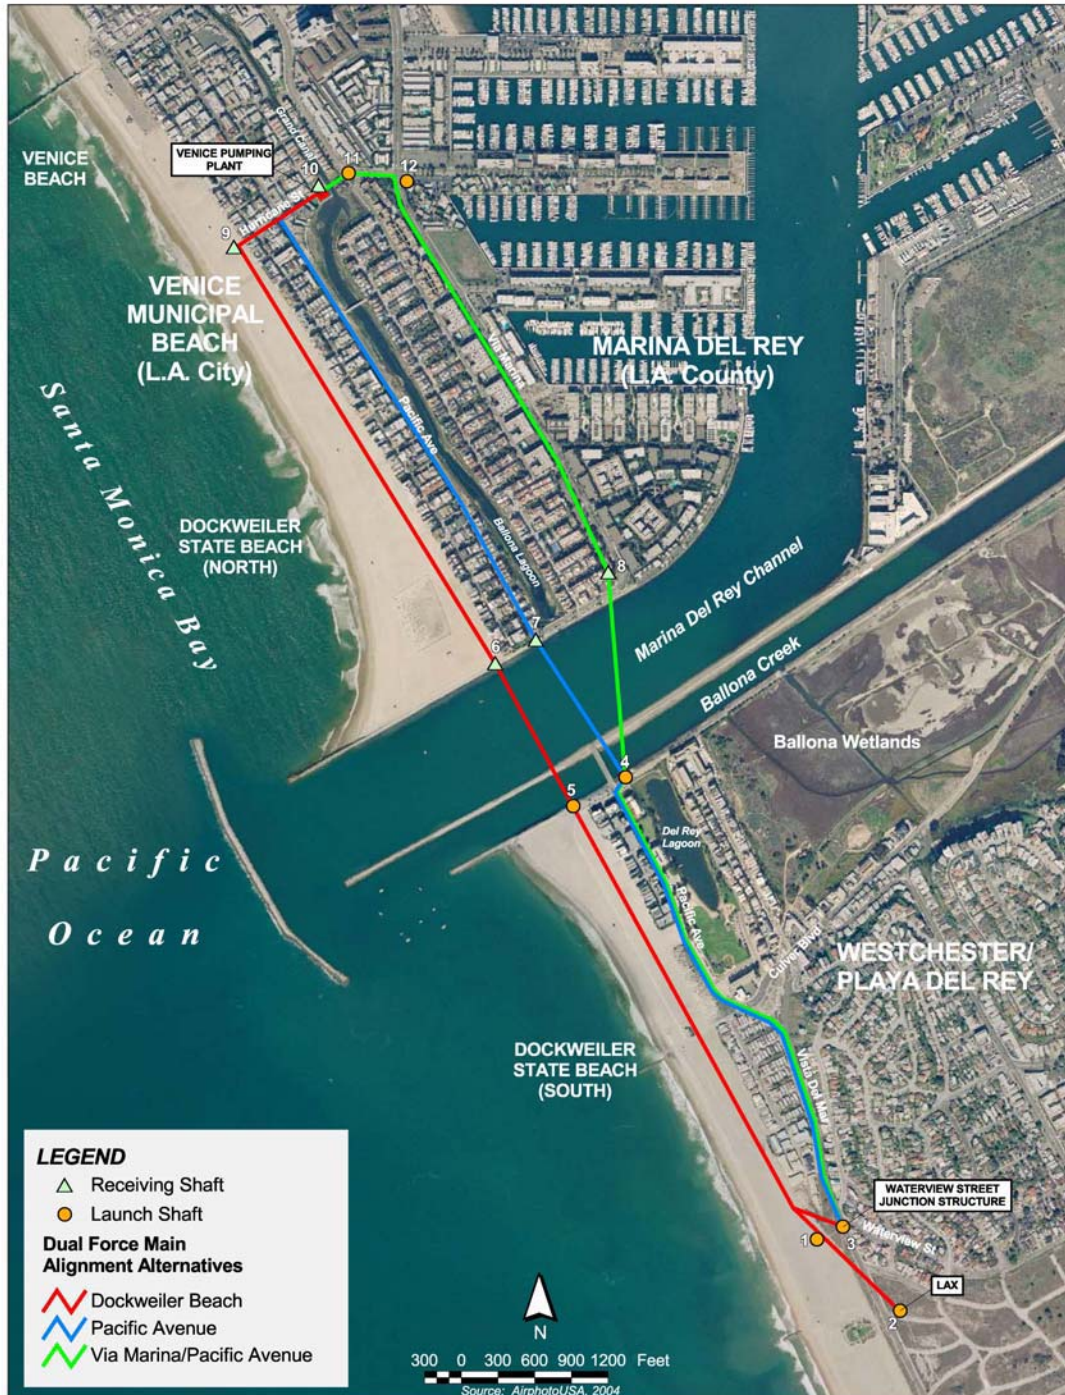 VENICE
BEACH
VENICE PUMPING
PLANT
Grand Canal
10
11
12
9
Hurricane St
VENICE
MUNICIPAL
BEACH
(L.A. City)
MARINA DEL REY
(L.A. County)
Via Marina
Pacific Ave
Santa Monica Bay
DOCKWEILER
STATE BEACH
(NORTH)
Ballona Lagoon
8
7
6
Marina Del Rey Channel
Ballona Creek
Ballona Wetlands
4
5
Del Rey
Lagoon
Pacific
Ocean
Pacific Ave
Culver Blvd
WESTCHESTER/
PLAYA DEL REY
DOCKWEILER
STATE BEACH
(SOUTH)
Vista Del Mar
WATERVIEW STREET
JUNCTION STRUCTURE
Waterview St
1
3
LAX
2
LEGEND
Receiving Shaft
Launch Shaft
Dual Force Main
Alignment Alternatives
Dockweiler Beach
Pacific Avenue
Via Marina/Pacific Avenue
N
300 0 300 600 900 1200 Feet
Source: AirphotoUSA, 2004